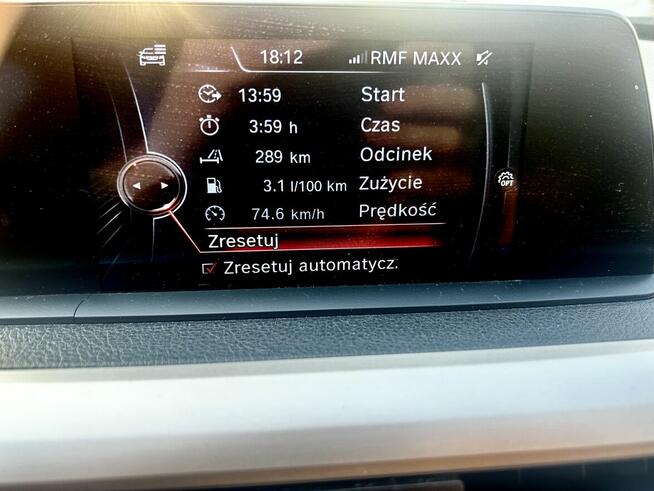 18:12 RMF MAXX
13:59 Start
3:59 h Czas
289 km Odcinek
3.1 l/100 km Zużycie
74.6 km/h Prędkość
OPT
Zresetuj
Zresetuj automatycz.